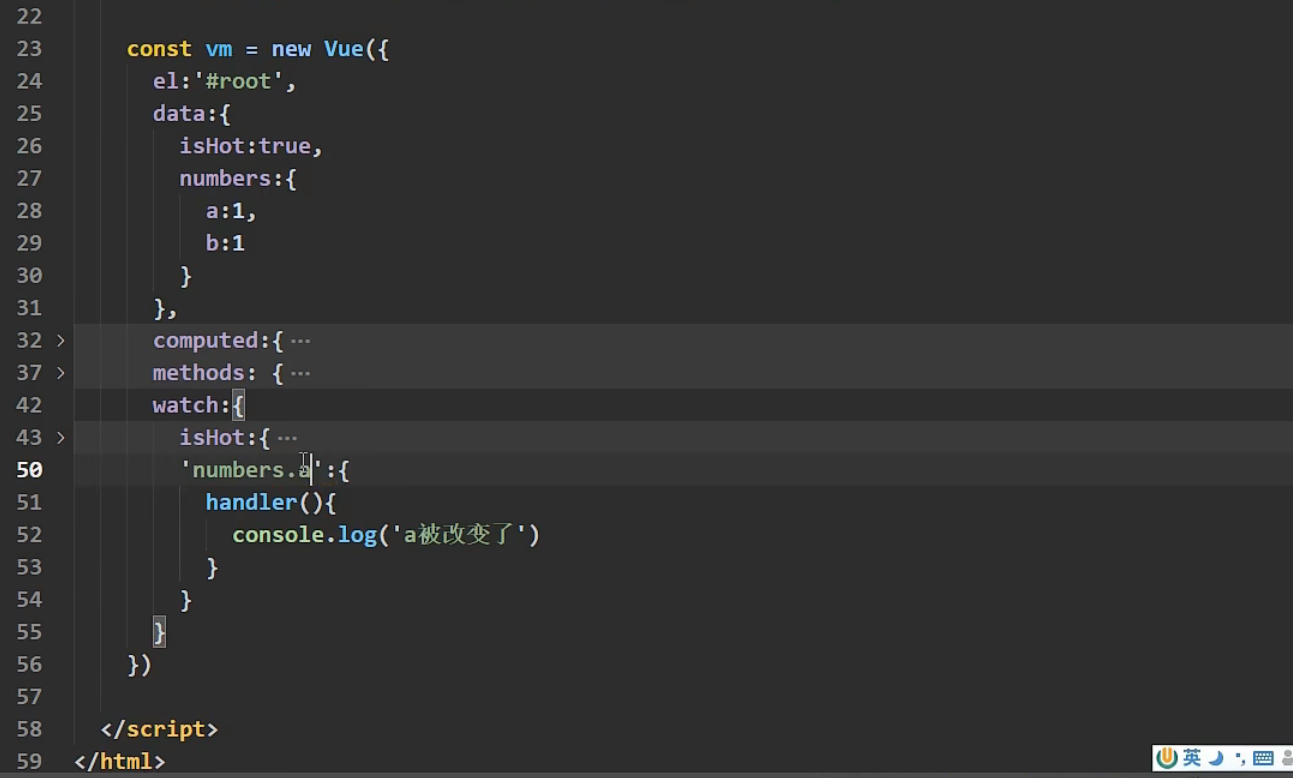 22
23 const vm = new Vue({
24 el:'#root',
25 data:{
26 isHot:true,
27 numbers:{
28 a:1,
29 b:1
30 }
31 },
32 > computed:{ ···
37 > methods: { ···
42 watch:{
43 > isHot:{ ···
50 'numbers.a':{
51 handler(){
52 console.log('a被改变了')
53 }
54 }
55 }
56 })
57
58 </script>
59 </html>
英